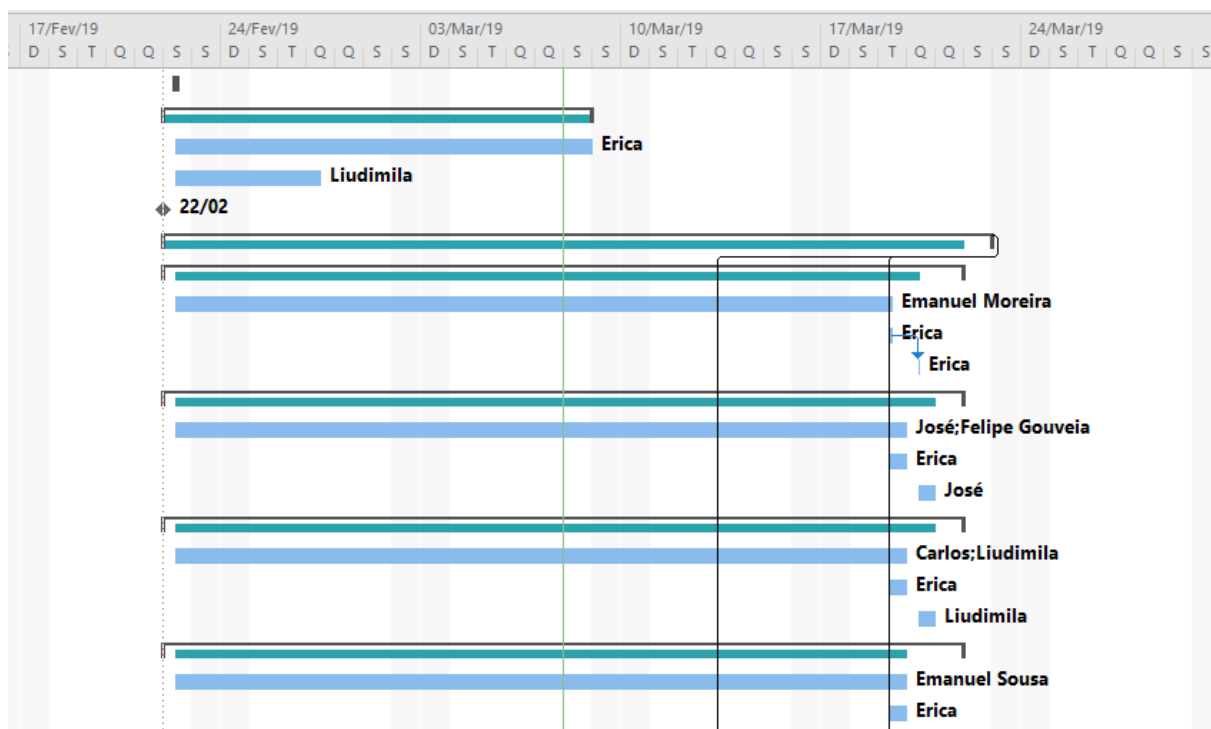 17/Fev/19 24/Fev/19 03/Mar/19 10/Mar/19 17/Mar/19 24/Mar/19
D S T Q Q S S D S T Q Q S S D S T Q Q S S D S T Q Q S S D S T Q Q S S D S T Q Q S S
Erica
Liudimila
22/02
Emanuel Moreira
Erica
Erica
José;Felipe Gouveia
Erica
José
Carlos;Liudimila
Erica
Liudimila
Emanuel Sousa
Erica